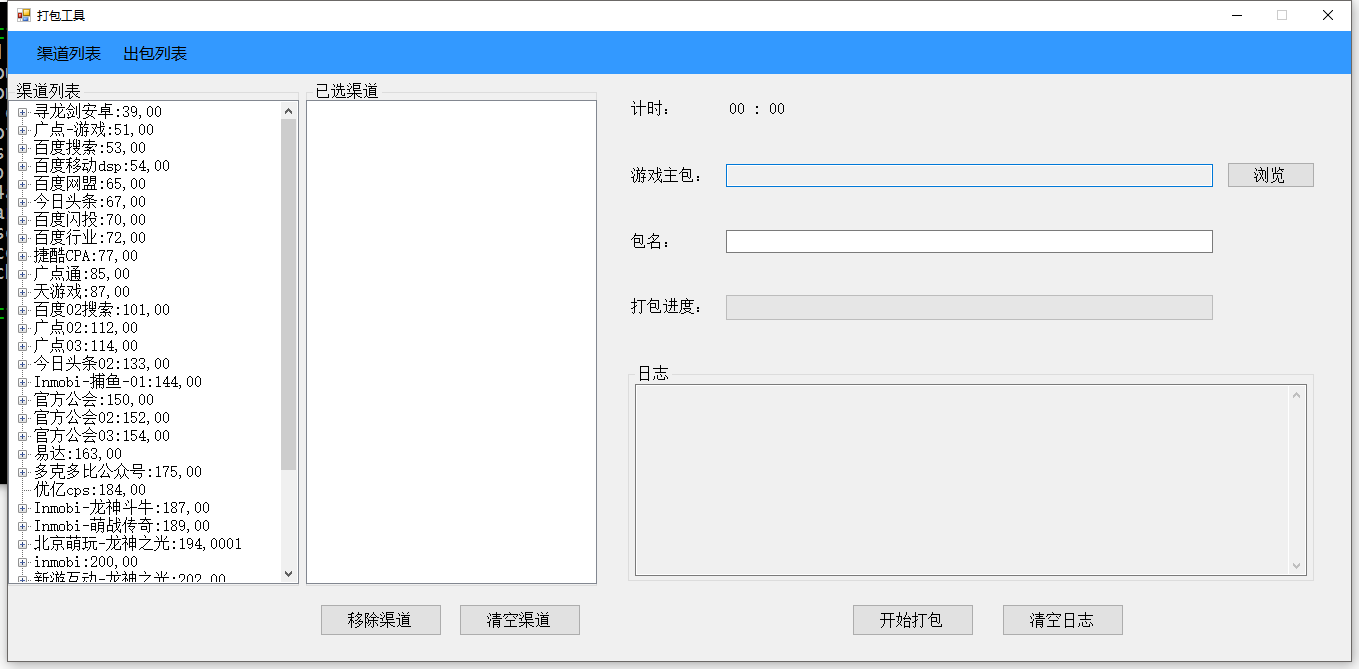 打包工具
渠道列表 出包列表
渠道列表
寻龙剑安卓:39,00
广点-游戏:51,00
百度搜索:53,00
百度移动dsp:54,00
百度网盟:65,00
今日头条:67,00
百度闪投:70,00
百度行业:72,00
捷酷CPA:77,00
广点通:85,00
天游戏:87,00
百度02搜索:101,00
广点02:112,00
广点03:114,00
今日头条02:133,00
Inmobi-捕鱼-01:144,00
官方公会:150,00
官方公会02:152,00
官方公会03:154,00
易达:163,00
多克多比公众号:175,00
优亿cps:184,00
Inmobi-龙神斗牛:187,00
Inmobi-萌战传奇:189,00
北京萌玩-龙神之光:194,0001
inmobi:200,00
新游互动-龙神之光:202,00
已选渠道
移除渠道 清空渠道
计时： 00 : 00
游戏主包： 浏览
包名：
打包进度：
日志
开始打包 清空日志